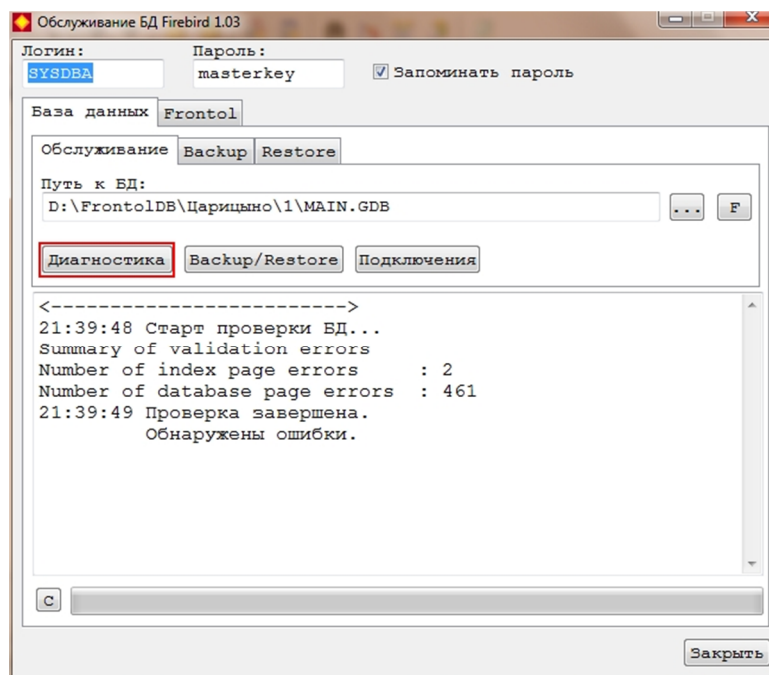 Обслуживание БД Firebird 1.03
Логин: Пароль:
SYSDBA masterkey Запоминать пароль
База данных Frontol
Обслуживание Backup Restore
Путь к БД:
D:\FrontolDB\Царицыно\1\MAIN.GDB ... F
Диагностика Backup/Restore Подключения
<------------------------->
21:39:48 Старт проверки БД...
Summary of validation errors
Number of index page errors : 2
Number of database page errors : 461
21:39:49 Проверка завершена.
Обнаружены ошибки.
C
Закрыть